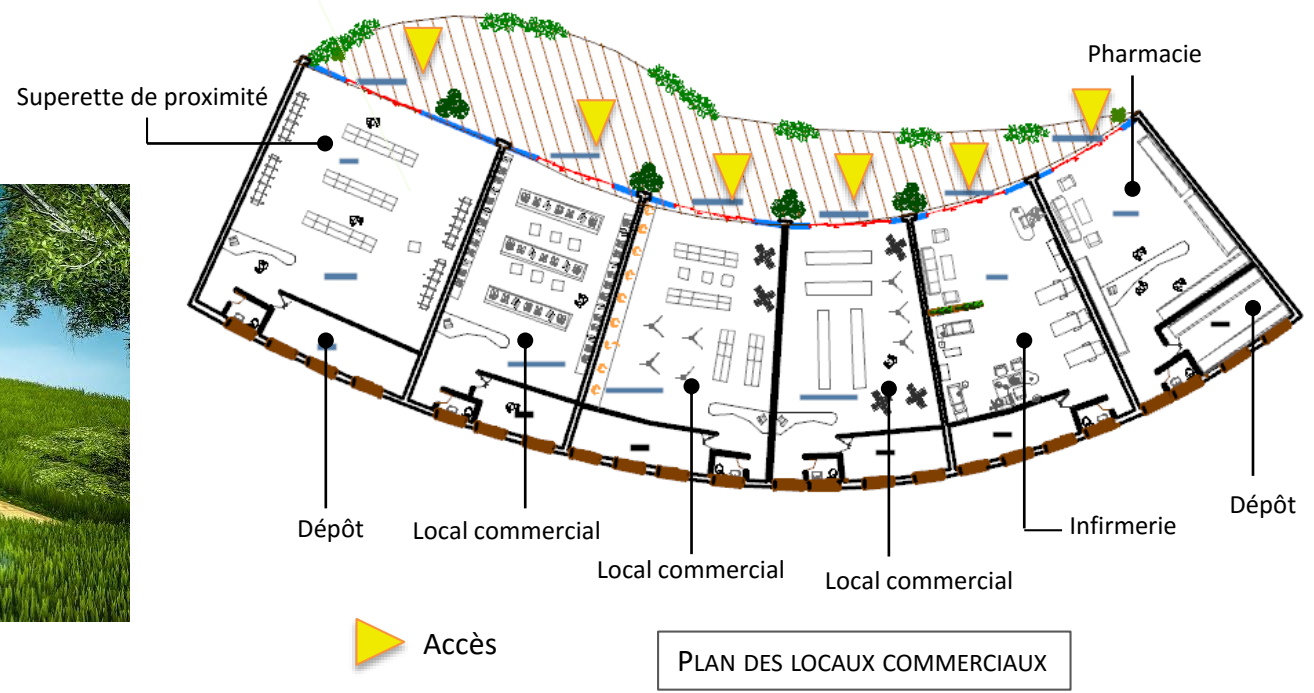 Pharmacie
Superette de proximité
Dépôt
Local commercial
Local commercial
Local commercial
Infirmerie
Dépôt
Accès
PLAN DES LOCAUX COMMERCIAUX